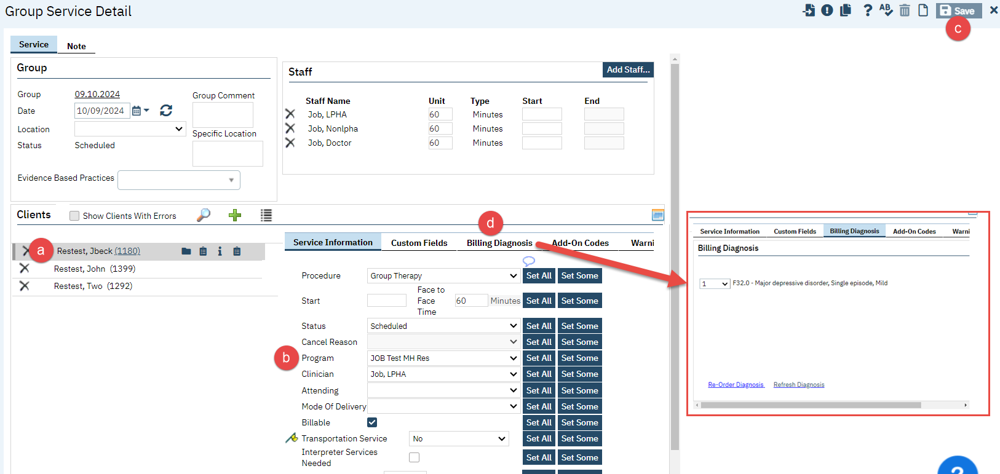 Group Service Detail
? AB Save
c
Service Note
Group
Group 09.10.2024
Date 10/09/2024
Location
Status Scheduled
Group Comment
Specific Location
Evidence Based Practices
Staff Add Staff...
Staff Name Unit Type Start End
Job, LPHA 60 Minutes
Job, Nonlpha 60 Minutes
Job, Doctor 60 Minutes
Clients Show Clients With Errors
a Restest, Jbeck (1180)
Restest, John (1399)
Restest, Two (1292)
d
Service Information Custom Fields Billing Diagnosis Add-On Codes Warni
Procedure Group Therapy Set All Set Some
Start Face to Face Time 60 Minutes Set All Set Some
Status Scheduled Set All Set Some
Cancel Reason Set All Set Some
b Program JOB Test MH Res Set All Set Some
Clinician Job, LPHA Set All Set Some
Attending Set All Set Some
Mode Of Delivery Set All Set Some
Billable Set All Set Some
Transportation Service No Set All Set Some
Interpreter Services Needed Set All Set Some
Service Information Custom Fields Billing Diagnosis Add-On Codes Warni
Billing Diagnosis
1 F32.0 - Major depressive disorder, Single episode, Mild
Re-Order Diagnosis Refresh Diagnosis
?